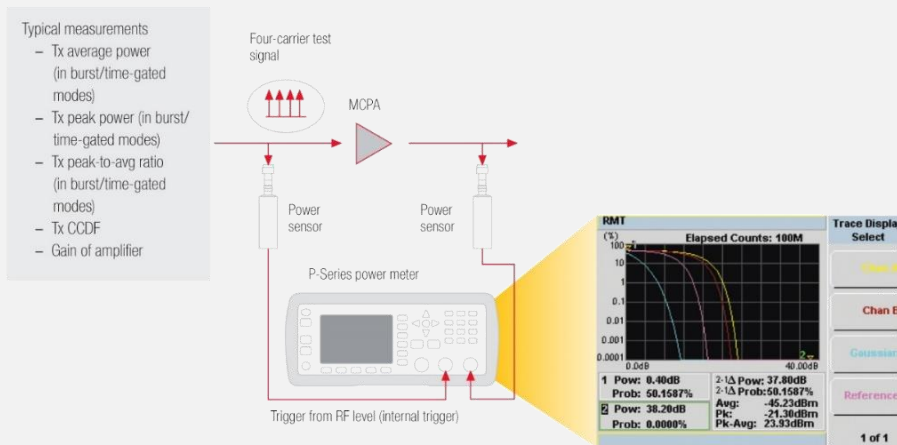 Typical measurements
– Tx average power
(in burst/time-gated
modes)
– Tx peak power (in burst/
time-gated modes)
– Tx peak-to-avg ratio
(in burst/time-gated
modes)
– Tx CCDF
– Gain of amplifier
Four-carrier test
signal
MCPA
Power
sensor
Power
sensor
P-Series power meter
Trigger from RF level (internal trigger)
RMT
(%)
Elapsed Counts: 100M
100
10
1
0.1
0.01
0.001
0.0001
1
2
0.0dB
40.00dB
1 Pow: 0.40dB
Prob: 50.1587%
2 Pow: 38.20dB
Prob: 0.0000%
2-1Δ Pow: 37.80dB
2-1Δ Prob:50.1587%
Avg: -45.23dBm
Pk: -21.30dBm
Pk-Avg: 23.93dBm
Trace Displa
Select
Chan B
Gaussian
Reference
1 of 1